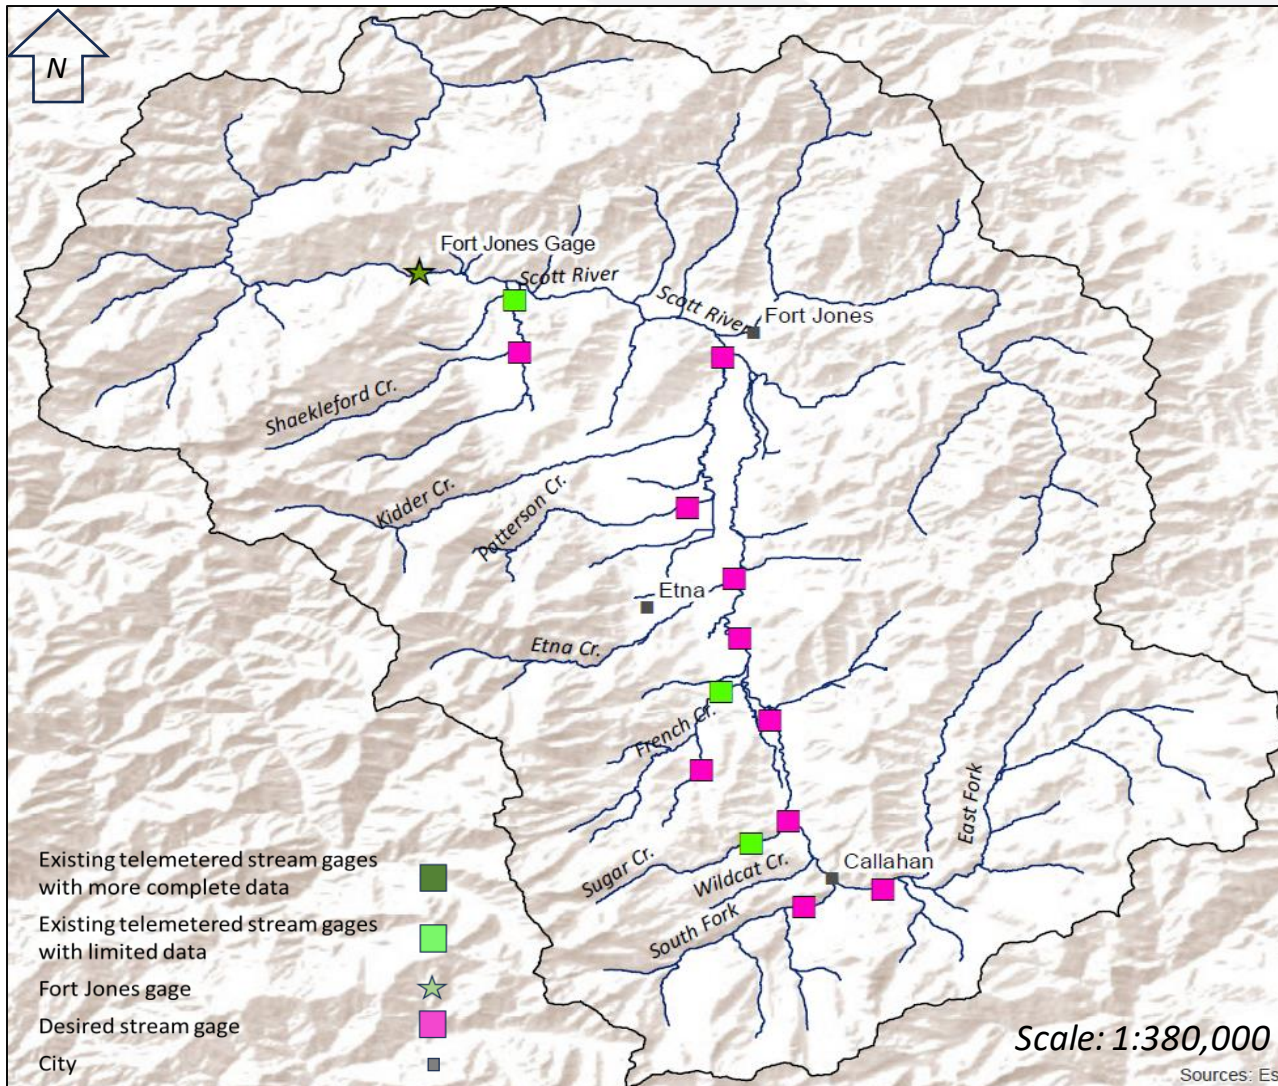 N
Fort Jones Gage
Scott River
Scott River
Fort Jones
Shaekleford Cr.
Kidder Cr.
Patterson Cr.
Etna
Etna Cr.
French Cr.
East Fork
Sugar Cr.
Wildcat Cr.
Callahan
South Fork
Existing telemetered stream gages
with more complete data
Existing telemetered stream gages
with limited data
Fort Jones gage
Desired stream gage
City
Scale: 1:380,000
Sources: Es